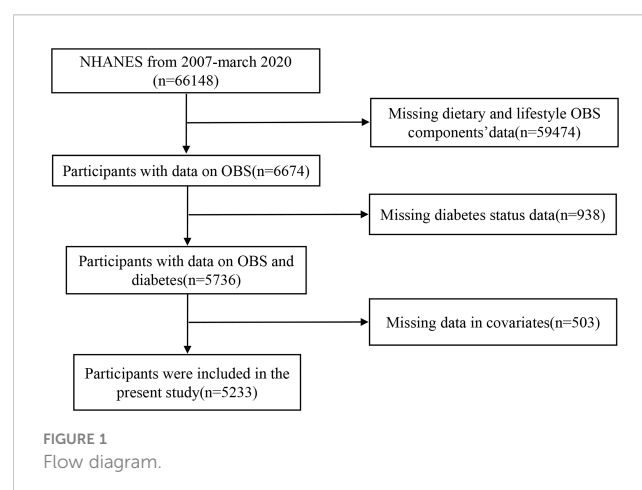 NHANES from 2007-march 2020
(n=66148)
Missing dietary and lifestyle OBS
components'data(n=59474)
Participants with data on OBS(n=6674)
Missing diabetes status data(n=938)
Participants with data on OBS and
diabetes(n=5736)
Missing data in covariates(n=503)
Participants were included in the
present study(n=5233)
FIGURE 1
Flow diagram.